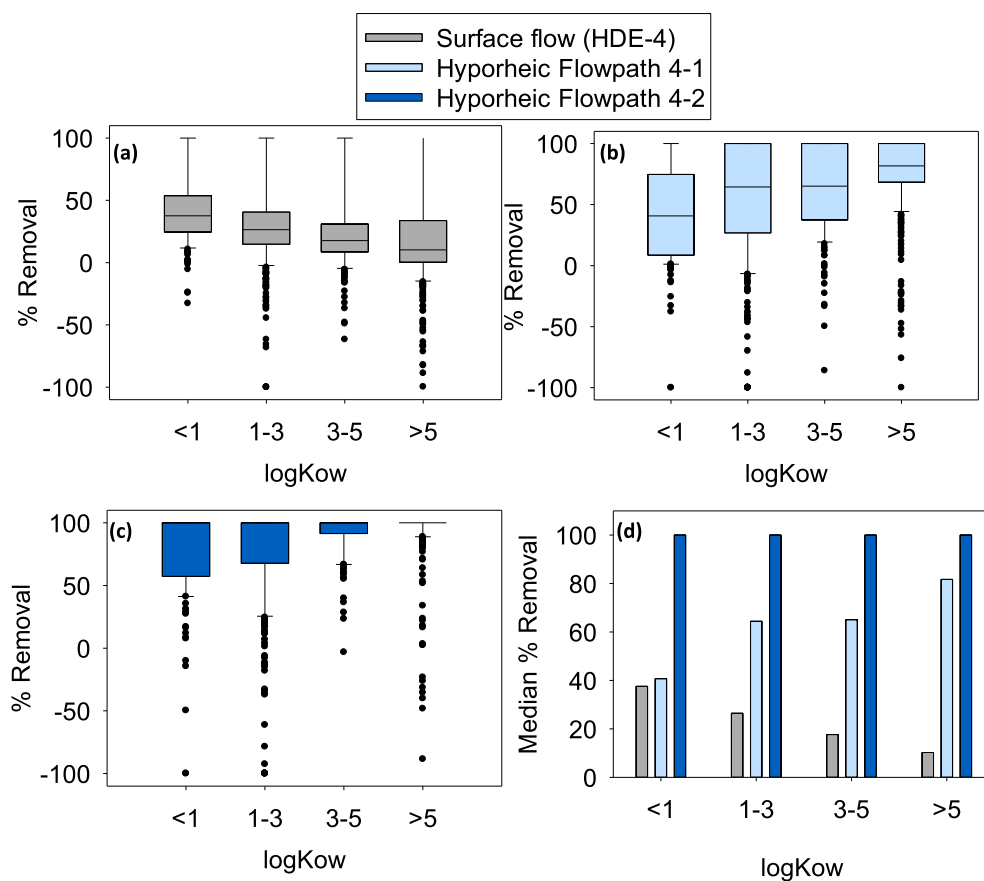 Surface flow (HDE-4)
Hyporheic Flowpath 4-1
Hyporheic Flowpath 4-2
(a)
% Removal
100
50
0
-50
-100
<1 1-3 3-5 >5
logKow
(b)
% Removal
100
50
0
-50
-100
<1 1-3 3-5 >5
logKow
(c)
% Removal
100
50
0
-50
-100
<1 1-3 3-5 >5
logKow
(d)
Median % Removal
100
80
60
40
20
0
<1 1-3 3-5 >5
logKow